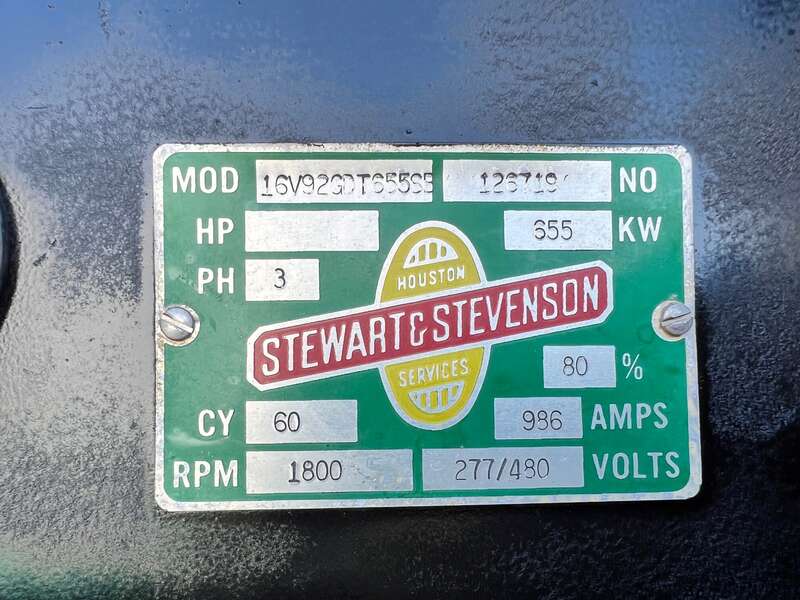 MOD 16V92GDT655SE 126719 NO
HP 655 KW
PH 3
HOUSTON
STEWART & STEVENSON
SERVICES
80 %
CY 60 986 AMPS
RPM 1800 277/480 VOLTS